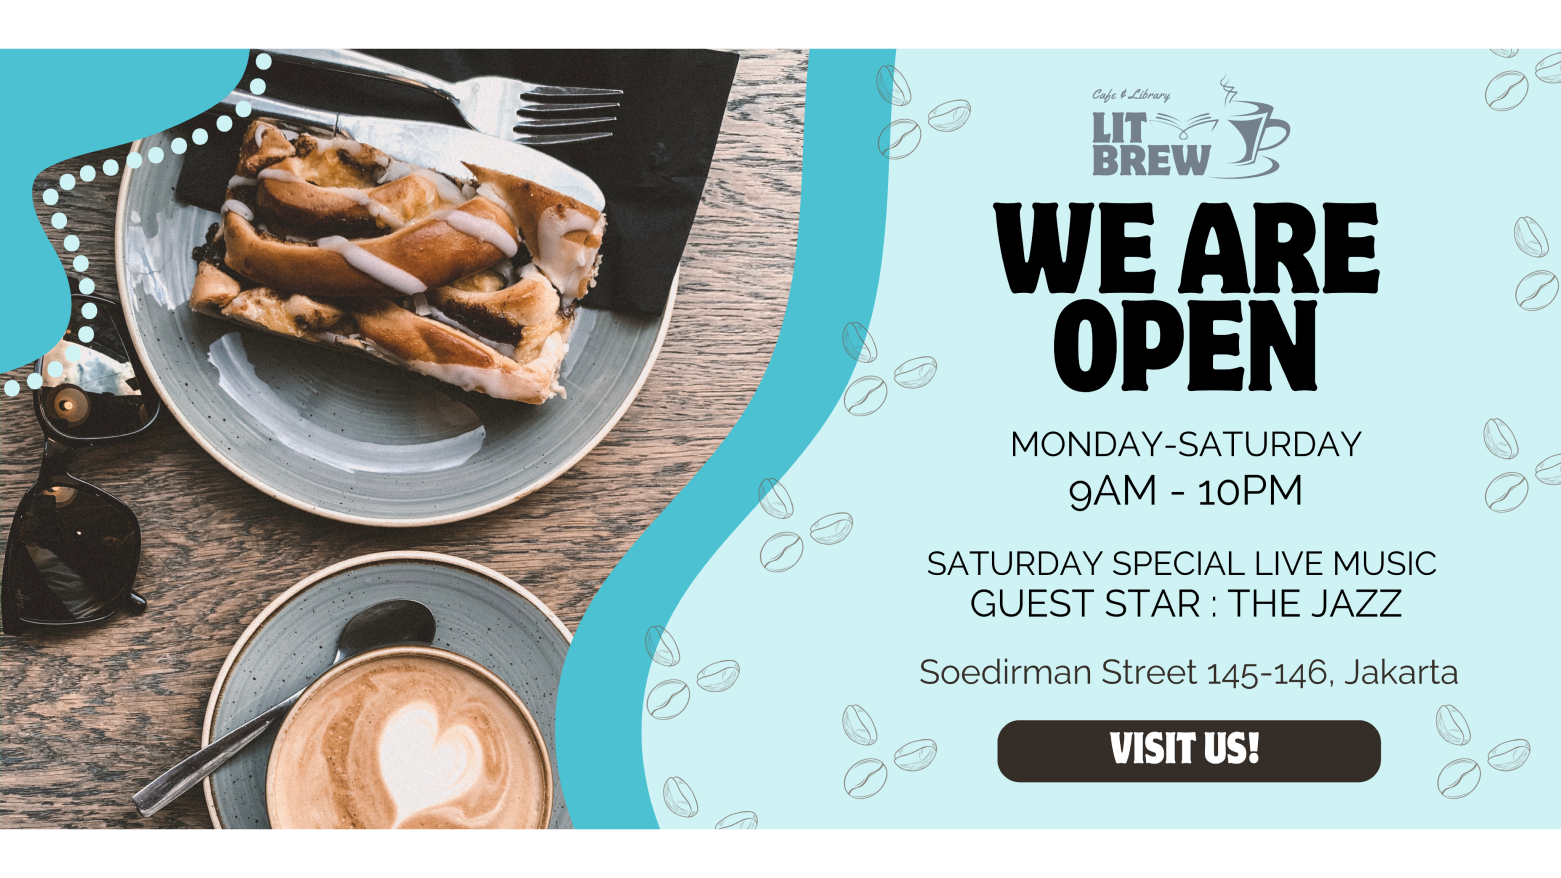 Cafe & Library
LIT
BREW
WE ARE
OPEN
MONDAY-SATURDAY
9AM - 10PM
SATURDAY SPECIAL LIVE MUSIC
GUEST STAR : THE JAZZ
Soedirman Street 145-146, Jakarta
VISIT US!